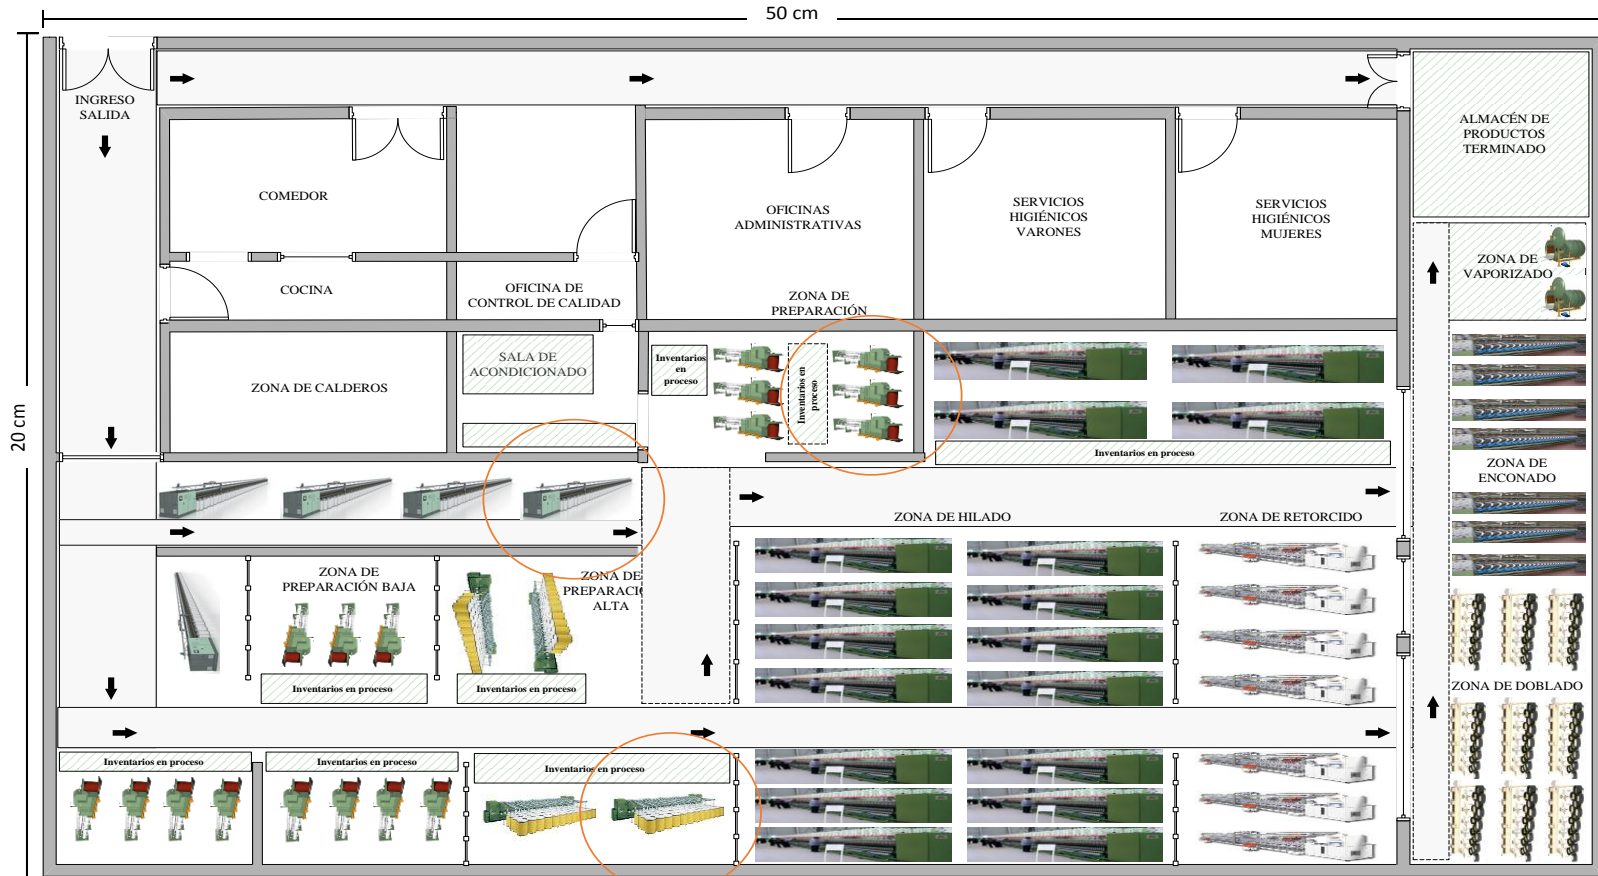 50 cm
20 cm
INGRESO
SALIDA
COMEDOR
COCINA
OFICINA DE
CONTROL DE CALIDAD
OFICINAS
ADMINISTRATIVAS
SERVICIOS
HIGIÉNICOS
VARONES
SERVICIOS
HIGIÉNICOS
MUJERES
ALMACÉN DE
PRODUCTOS
TERMINADO
ZONA DE
VAPORIZADO
ZONA DE
PREPARACIÓN
ZONA DE CALDEROS
SALA DE
ACONDICIONADO
Inventarios
en
proceso
Inventarios en
proceso
Inventarios en proceso
ZONA DE
ENCONADO
ZONA DE HILADO
ZONA DE RETORCIDO
ZONA DE
PREPARACIÓN BAJA
ZONA DE
PREPARACI
ALTA
Inventarios en proceso
Inventarios en proceso
ZONA DE DOBLADO
Inventarios en proceso
Inventarios en proceso
Inventarios en proceso